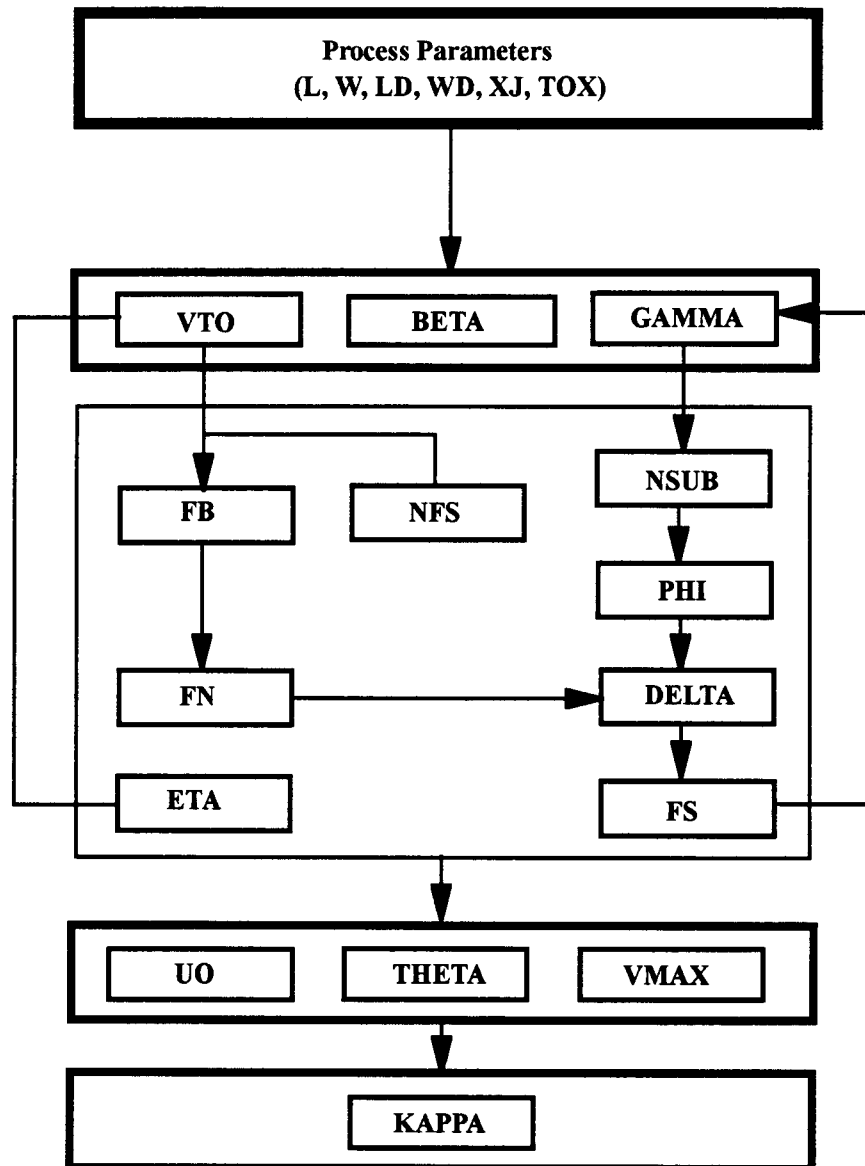 Process Parameters
(L, W, LD, WD, XJ, TOX)
VTO
BETA
GAMMA
FB
NFS
NSUB
PHI
FN
DELTA
ETA
FS
UO
THETA
VMAX
KAPPA